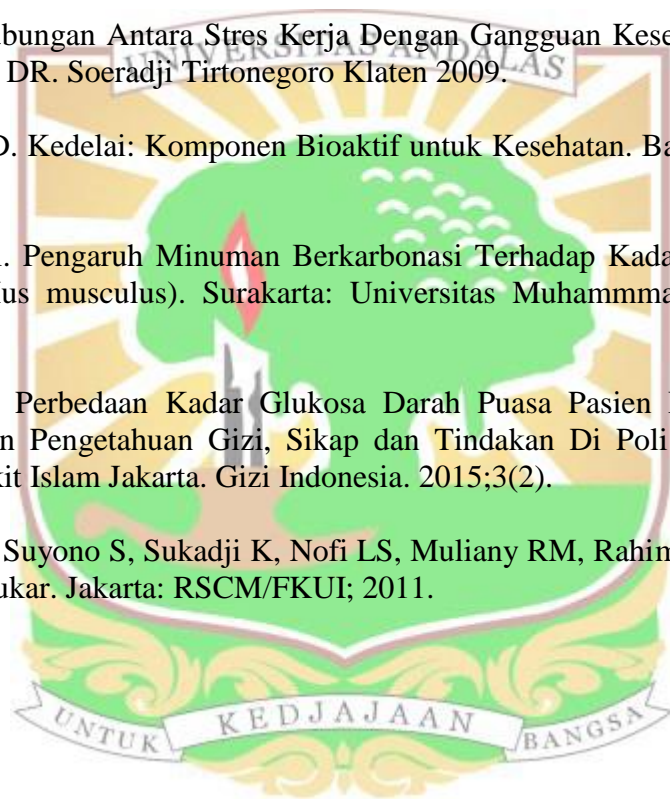 bungan Antara Stres Kerja Dengan Gangguan Kese
UNIVERSITAS ANDALAS
DR. Soeradji Tirtonegoro Klaten 2009.
D. Kedelai: Komponen Bioaktif untuk Kesehatan. Ba
. Pengaruh Minuman Berkarbonasi Terhadap Kada
us musculus). Surakarta: Universitas Muhammma
Perbedaan Kadar Glukosa Darah Puasa Pasien
n Pengetahuan Gizi, Sikap dan Tindakan Di Poli
kit Islam Jakarta. Gizi Indonesia. 2015;3(2).
Suyono S, Sukadji K, Nofi LS, Muliany RM, Rahim
ukar. Jakarta: RSCM/FKUI; 2011.
UNTUK KEDJAJAAN BANGSA